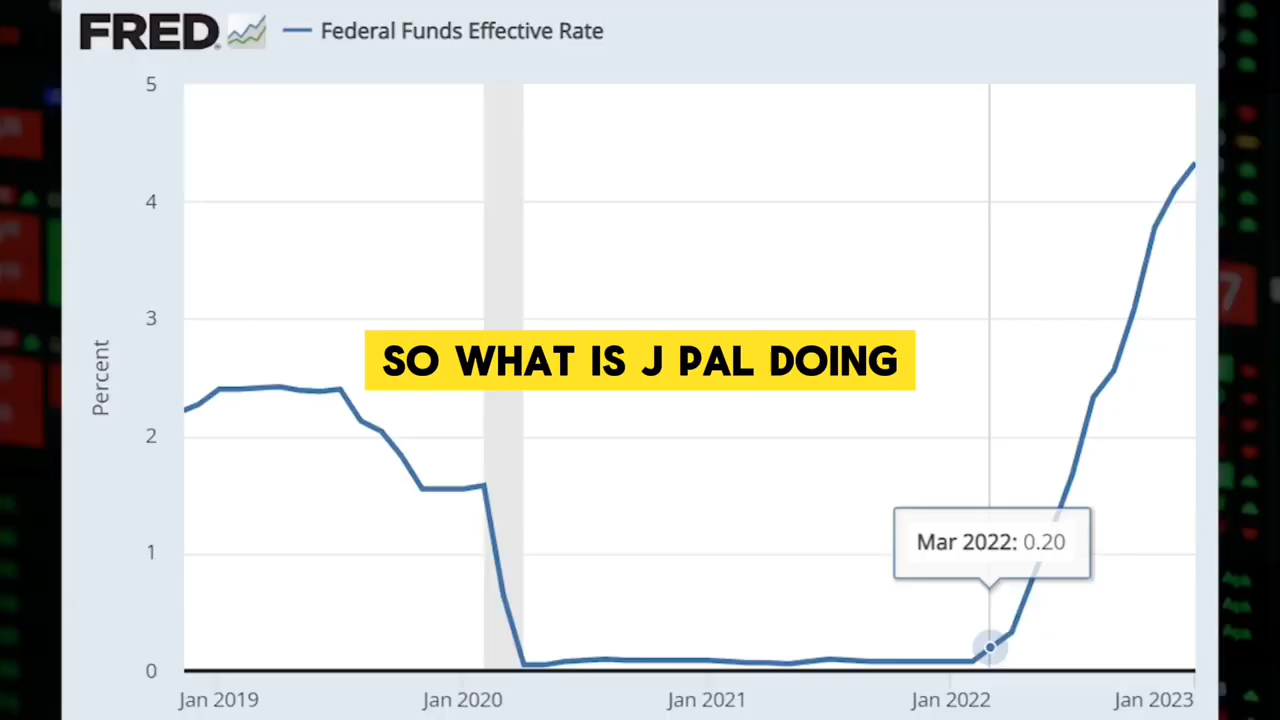 FRED
Federal Funds Effective Rate
5
4
3
2
1
0
Percent
SO WHAT IS J PAL DOING
Mar 2022: 0.20
Jan 2019
Jan 2020
Jan 2021
Jan 2022
Jan 2023
7